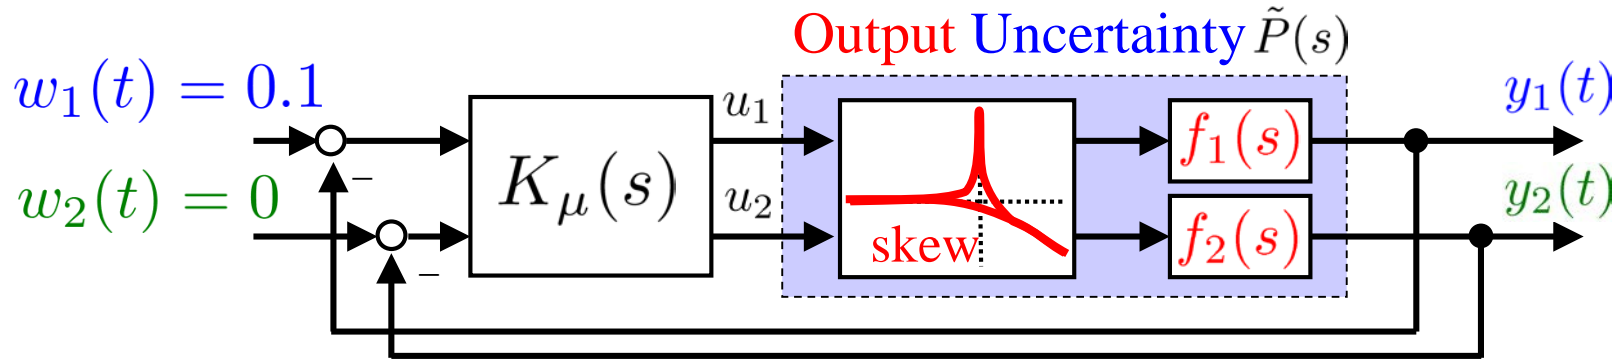 Output Uncertainty P̃(s)
w₁(t) = 0.1
u₁
f₁(s)
y₁(t)
−
K_μ(s)
w₂(t) = 0
u₂
skew
f₂(s)
y₂(t)
−